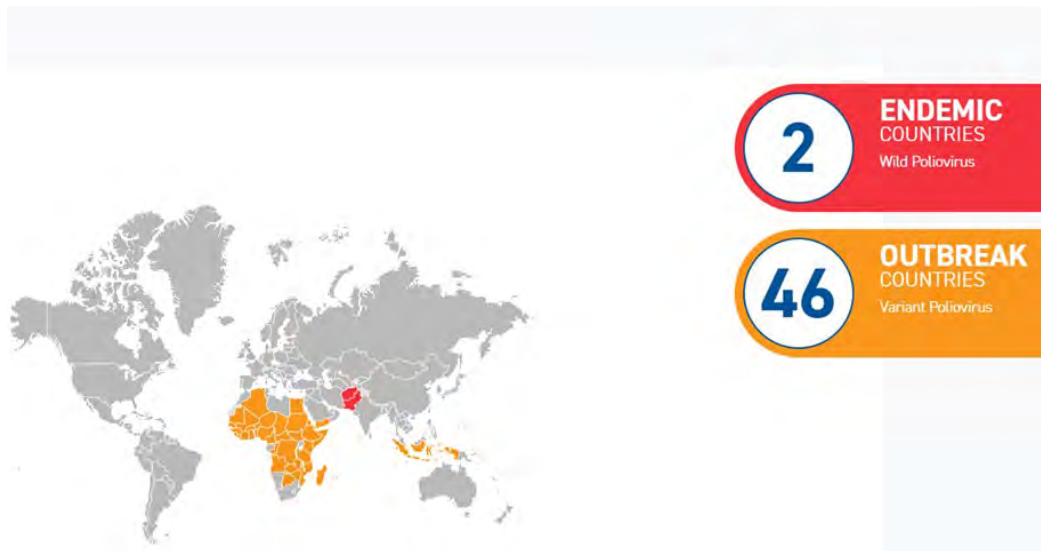 2
ENDEMIC
COUNTRIES
Wild Poliovirus
46
OUTBREAK
COUNTRIES
Variant Poliovirus